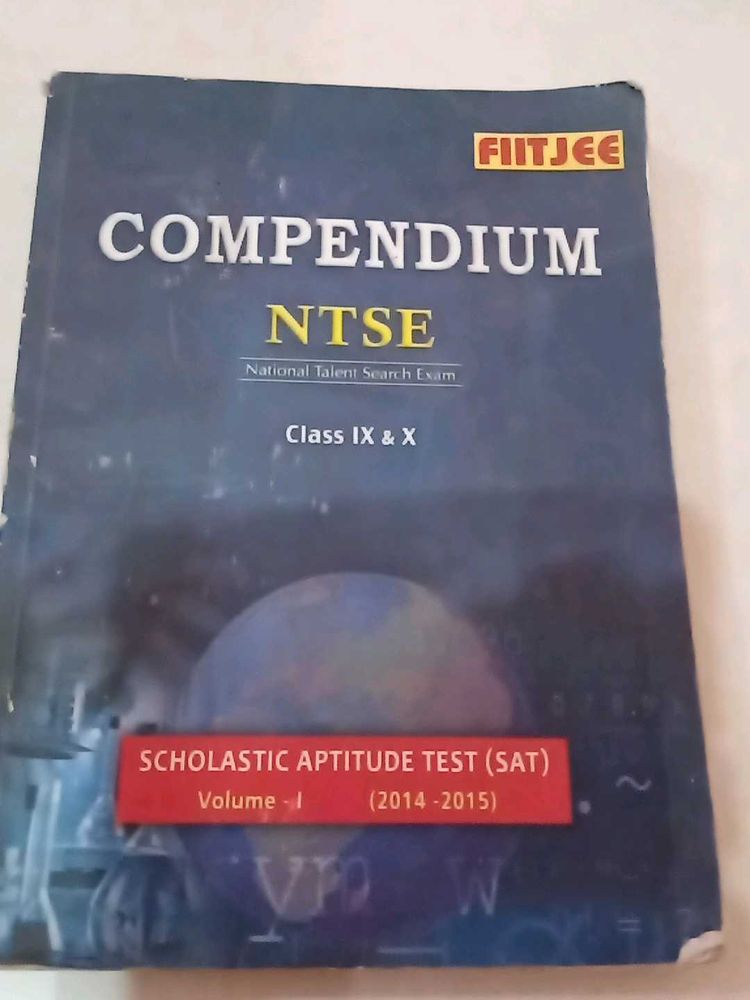 FIITJEE
COMPENDIUM
NTSE
National Talent Search Exam
Class IX & X
SCHOLASTIC APTITUDE TEST (SAT)
Volume - I (2014 -2015)
W